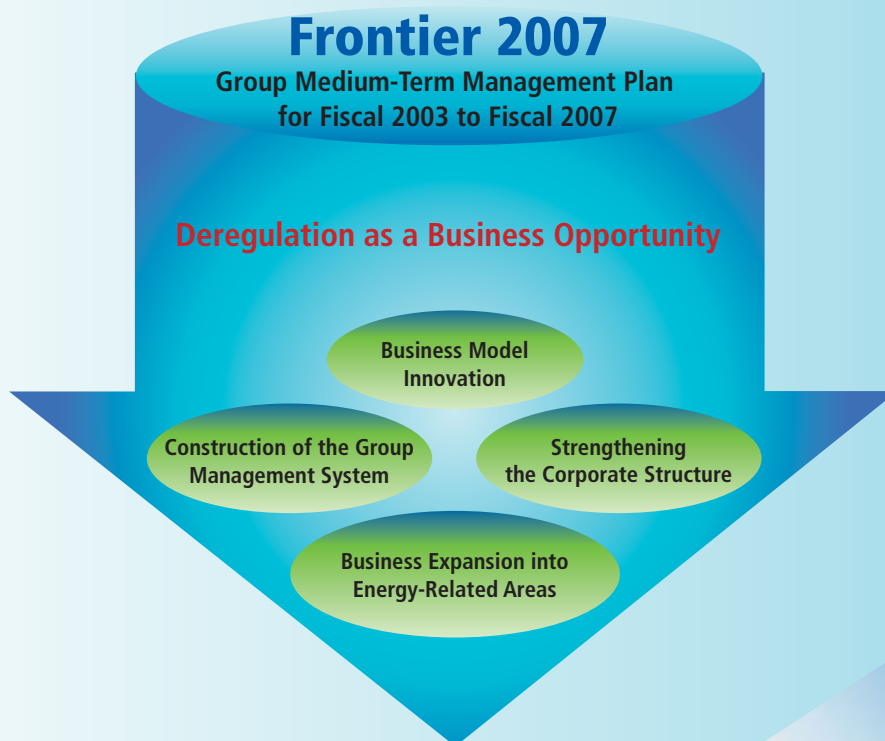 Frontier 2007
Group Medium-Term Management Plan
for Fiscal 2003 to Fiscal 2007
Deregulation as a Business Opportunity
Business Model
Innovation
Construction of the Group
Management System
Strengthening
the Corporate Structure
Business Expansion into
Energy-Related Areas